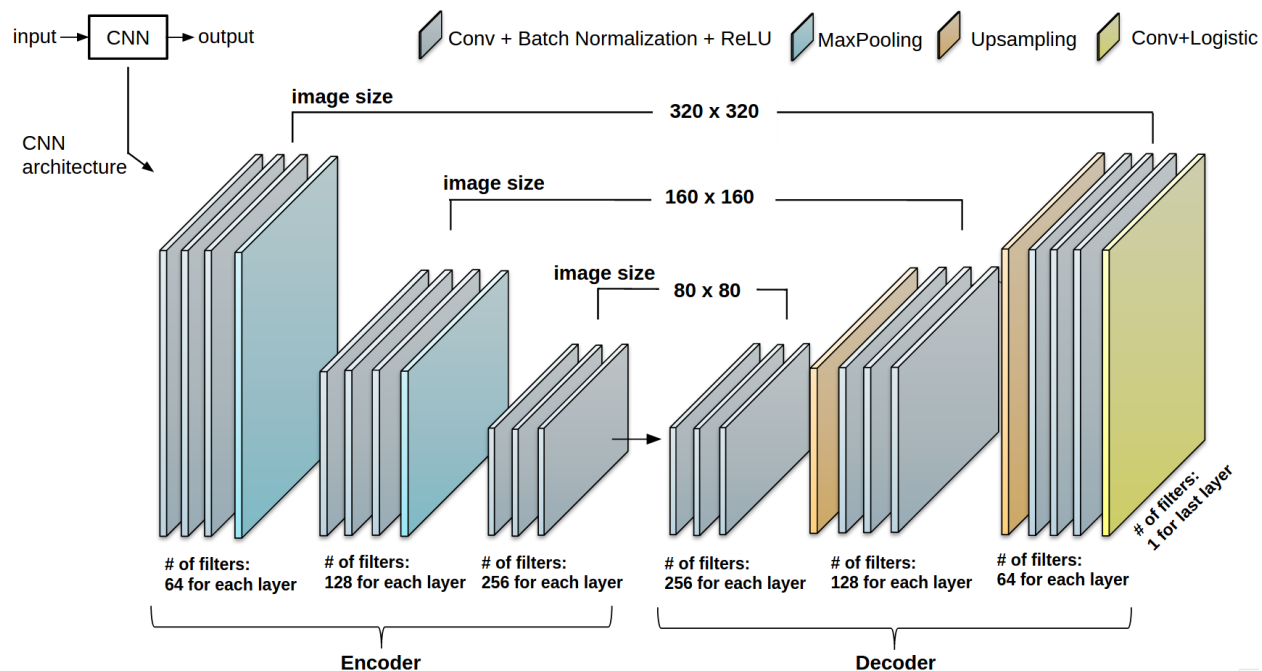 input
CNN
output
Conv + Batch Normalization + ReLU
MaxPooling
Upsampling
Conv+Logistic
CNN
architecture
image size
320 x 320
image size
160 x 160
image size
80 x 80
# of filters:
64 for each layer
# of filters:
128 for each layer
# of filters:
256 for each layer
# of filters:
256 for each layer
# of filters:
128 for each layer
# of filters:
64 for each layer
# of filters:
1 for last layer
Encoder
Decoder